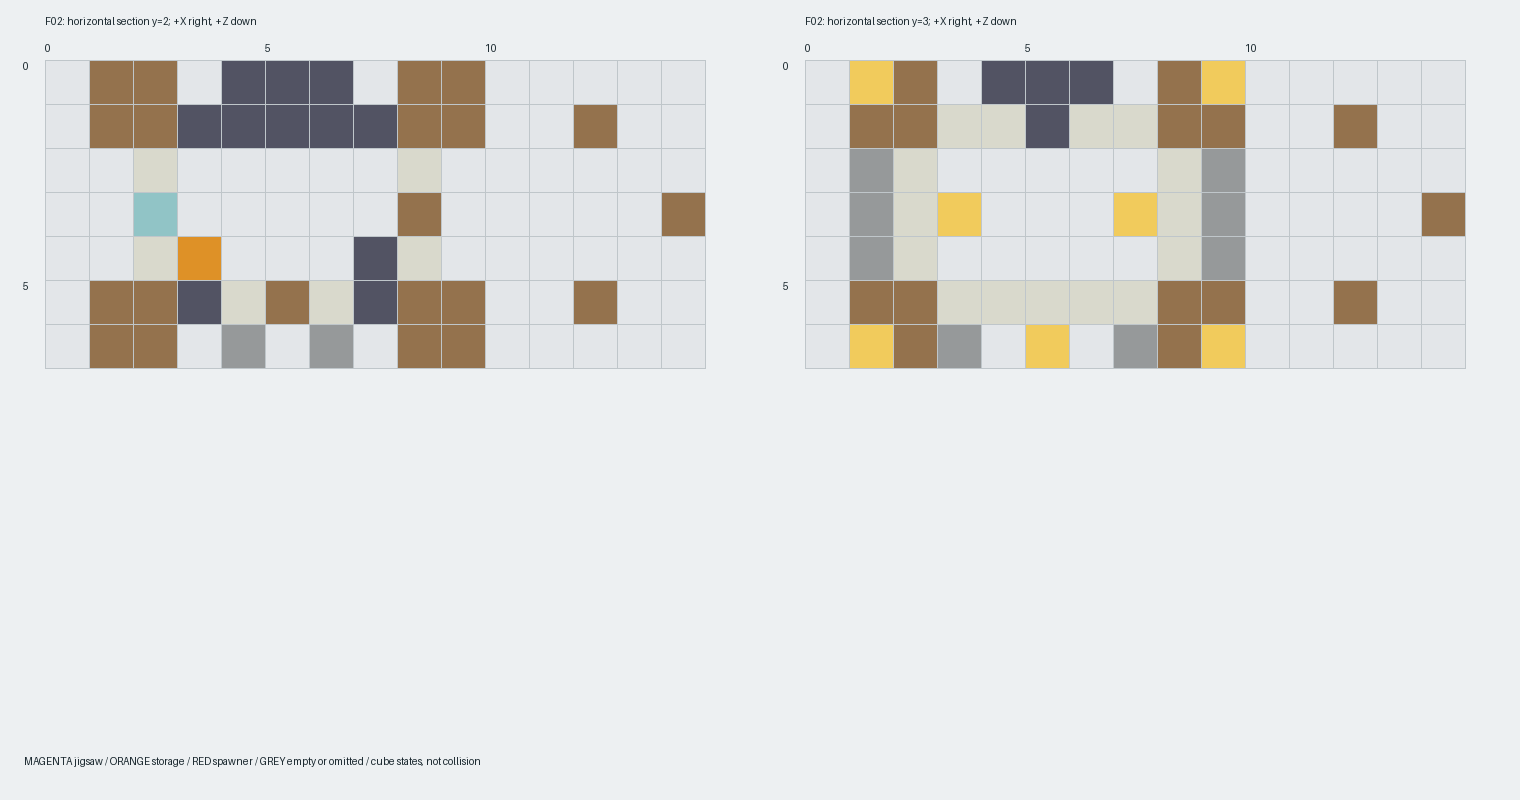 F02: horizontal section y=2; +X right, +Z down
F02: horizontal section y=3; +X right, +Z down
0 5 10
0 5 10
0
0
5
5
MAGENTA jigsaw / ORANGE storage / RED spawner / GREY empty or omitted / cube states, not collision